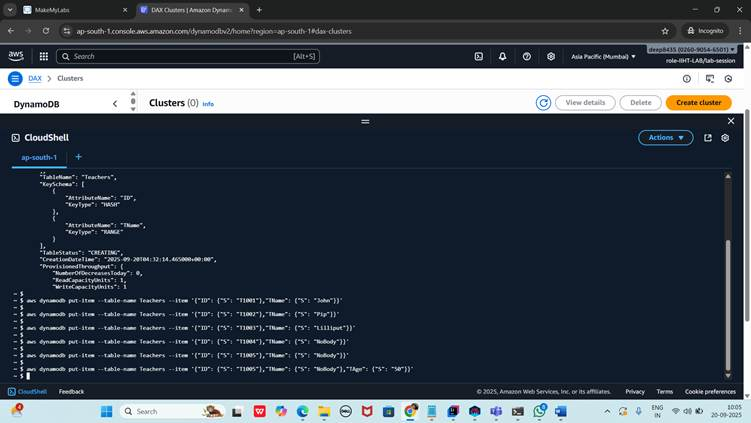 MakeMyLabs
DAX Clusters | Amazon Dynamo
ap-south-1.console.aws.amazon.com/dynamodbv2/home?region=ap-south-1#dax-clusters
Incognito
aws
Search [Alt+S]
Asia Pacific (Mumbai)
deep8435 (0260-9054-6501)
role-IIHT-LAB/lab-session
DAX > Clusters
DynamoDB
Clusters (0) Info
View details
Delete
Create cluster
CloudShell
Actions
ap-south-1 +
"TableName": "Teachers",
"KeySchema": [
{
"AttributeName": "ID",
"KeyType": "HASH"
},
{
"AttributeName": "TName",
"KeyType": "RANGE"
}
],
"TableStatus": "CREATING",
"CreationDateTime": "2025-09-20T04:32:14.465000+00:00",
"ProvisionedThroughput": {
"NumberOfDecreasesToday": 0,
"ReadCapacityUnits": 1,
"WriteCapacityUnits": 1
~ $
~ $ aws dynamodb put-item --table-name Teachers --item '{"ID": {"S": "T1001"},"TName": {"S": "John"}}'
~ $
~ $ aws dynamodb put-item --table-name Teachers --item '{"ID": {"S": "T1002"},"TName": {"S": "Pip"}}'
~ $
~ $ aws dynamodb put-item --table-name Teachers --item '{"ID": {"S": "T1003"},"TName": {"S": "Lilliput"}}'
~ $
~ $ aws dynamodb put-item --table-name Teachers --item '{"ID": {"S": "T1004"},"TName": {"S": "NoBody"}}'
~ $
~ $ aws dynamodb put-item --table-name Teachers --item '{"ID": {"S": "T1005"},"TName": {"S": "NoBody"}}'
~ $
~ $ aws dynamodb put-item --table-name Teachers --item '{"ID": {"S": "T1005"},"TName": {"S": "NoBody"},"TAge": {"S": "50"}}'
~ $
CloudShell Feedback © 2025, Amazon Web Services, Inc. or its affiliates. Privacy Terms Cookie preferences
4
Search
ENG
IN
10:05
20-09-2025